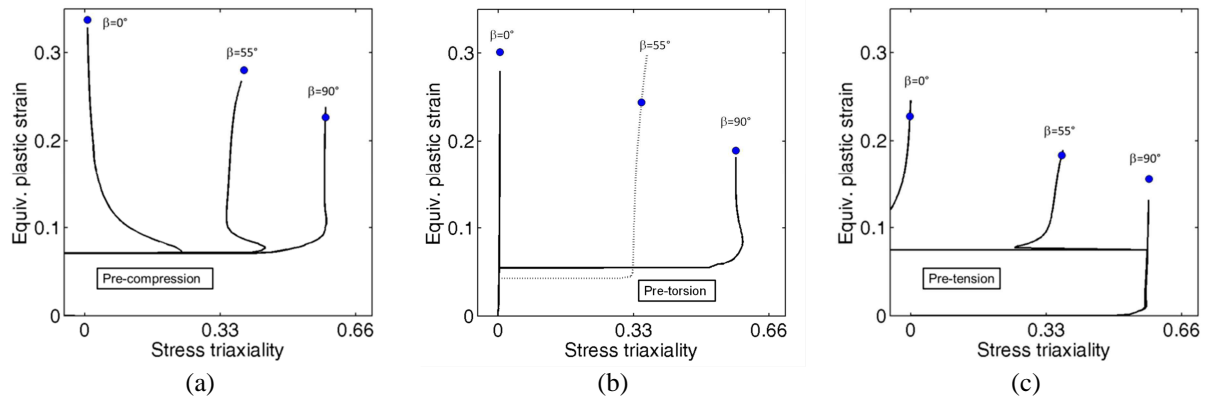 β=0°
β=55°
β=90°
0.3
0.2
0.1
0
Equiv. plastic strain
Pre-compression
0
0.33
0.66
Stress triaxiality
(a)
β=0°
β=55°
β=90°
0.3
0.2
0.1
0
Equiv. plastic strain
Pre-torsion
0
0.33
0.66
Stress triaxiality
(b)
β=0°
β=55°
β=90°
0.3
0.2
0.1
0
Equiv. plastic strain
Pre-tension
0
0.33
0.66
Stress triaxiality
(c)